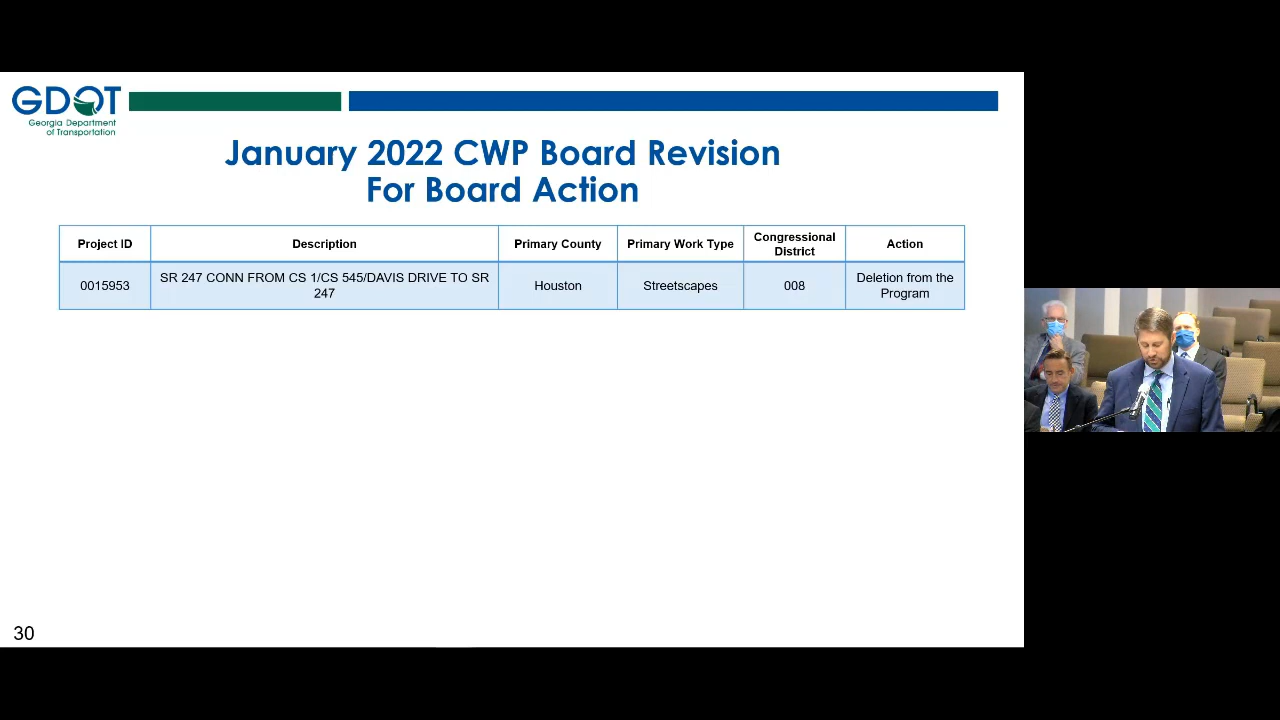 GDOT
Georgia Department
of Transportation
January 2022 CWP Board Revision
For Board Action
Project ID
Description
Primary County
Primary Work Type
Congressional
District
Action
0015953
SR 247 CONN FROM CS 1/CS 545/DAVIS DRIVE TO SR
247
Houston
Streetscapes
008
Deletion from the
Program
30